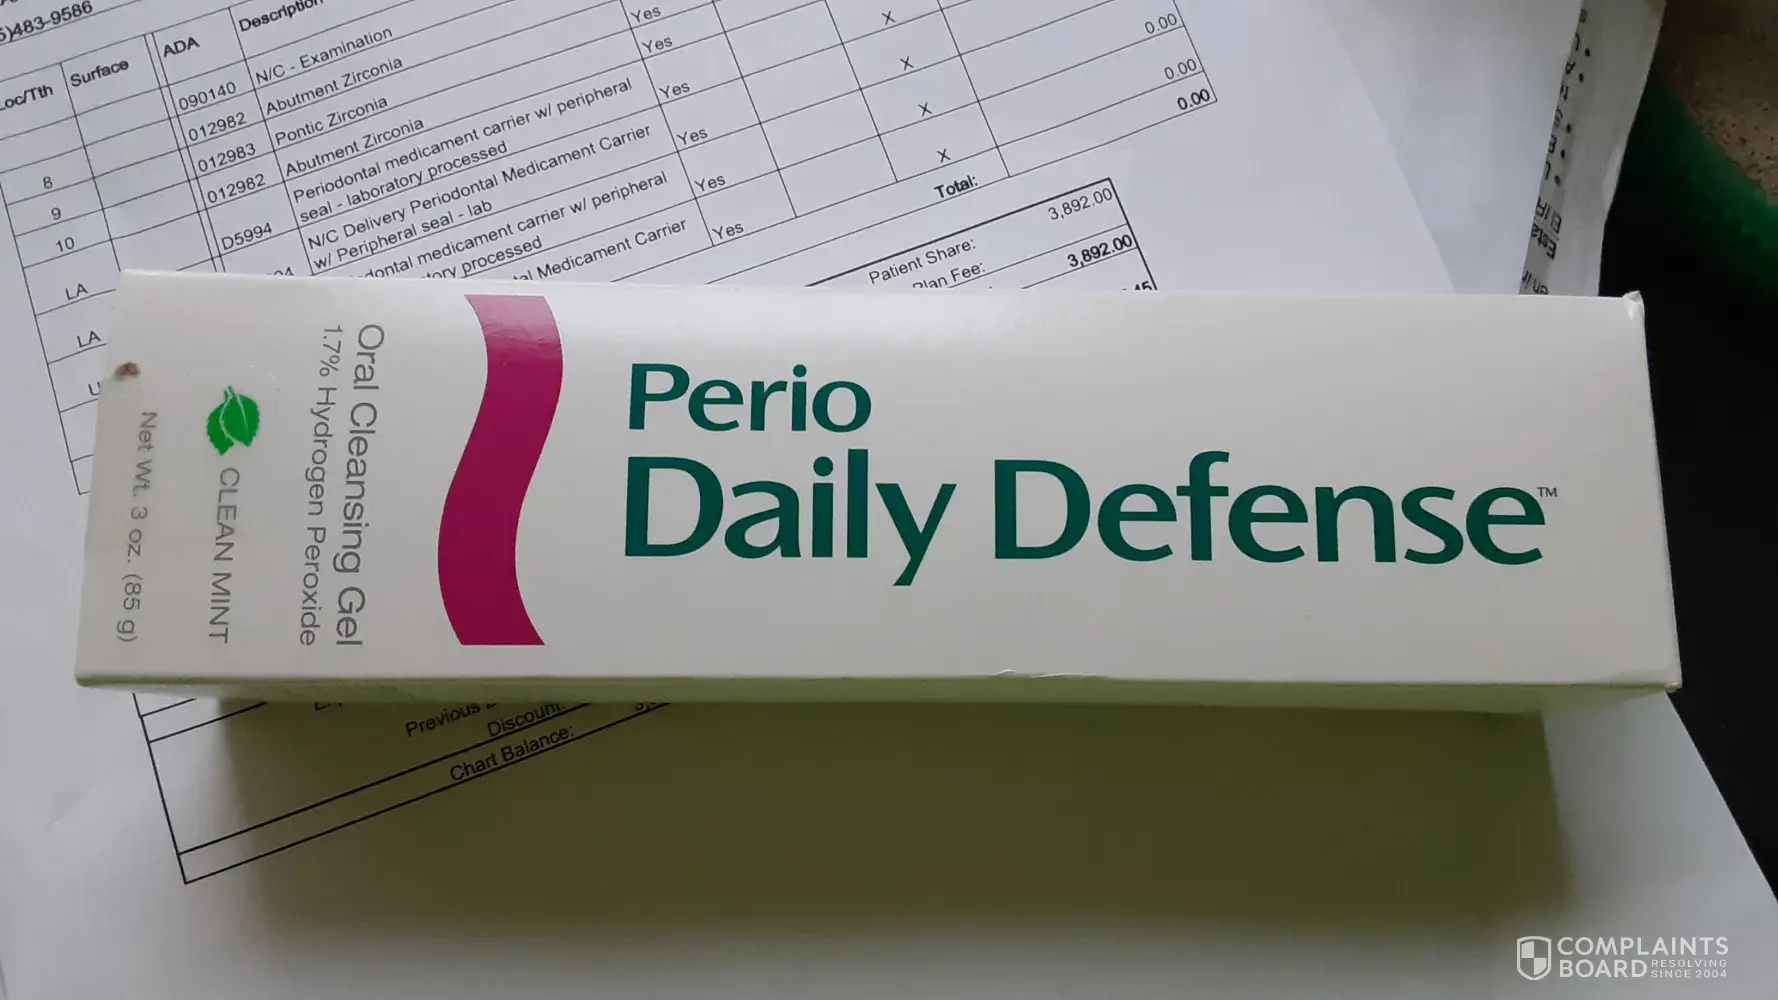 5)483-9586
Loc/Tth Surface ADA Description
090140 N/C - Examination Yes X 0.00
8 012982 Abutment Zirconia Yes X 0.00
9 012983 Pontic Zirconia Yes X 0.00
10 012982 Abutment Zirconia X
LA D5994 Periodontal medicament carrier w/ peripheral Yes
seal - laboratory processed
LA N/C Delivery Periodontal Medicament Carrier Yes
w/ Peripheral seal - lab
medicament carrier w/ peripheral Yes
processed
Medicament Carrier Yes
Total:
Patient Share: 3,892.00
Plan Fee: 3,892.00
Perio
Daily Defense™
Oral Cleansing Gel
1.7% Hydrogen Peroxide
CLEAN MINT
Net Wt. 3 oz. (85 g)
Previous
Discount:
Chart Balance:
COMPLAINTS
BOARD RESOLVING
SINCE 2004